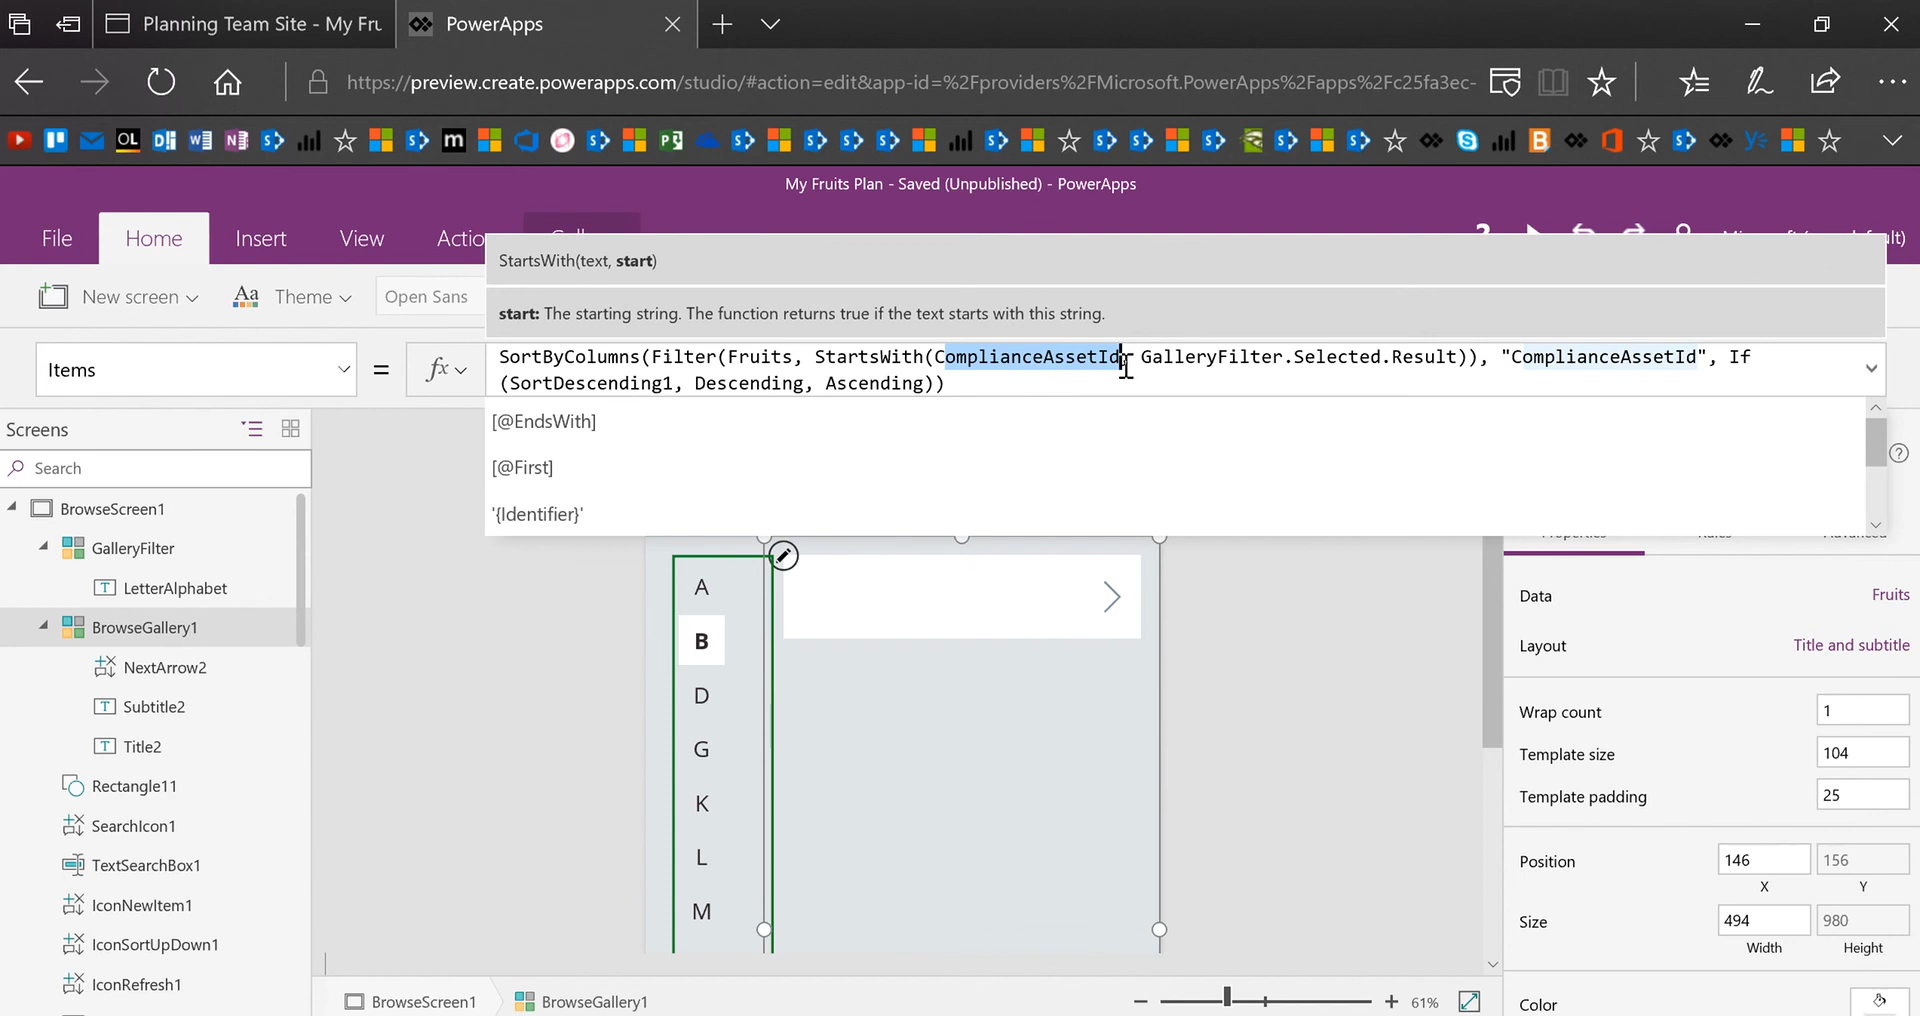 Planning Team Site - My Fru
PowerApps
https://preview.create.powerapps.com/studio/#action=edit&app-id=%2Fproviders%2FMicrosoft.PowerApps%2Fapps%2Fc25fa3ec-
My Fruits Plan - Saved (Unpublished) - PowerApps
File
Home
Insert
View
Actio
New screen
Theme
Open Sans
StartsWith(text, start)
start: The starting string. The function returns true if the text starts with this string.
Items
=
fx
SortByColumns(Filter(Fruits, StartsWith(ComplianceAssetId, GalleryFilter.Selected.Result)), "ComplianceAssetId", If
(SortDescending1, Descending, Ascending))
[@EndsWith]
[@First]
'{Identifier}'
Screens
Search
BrowseScreen1
GalleryFilter
LetterAlphabet
BrowseGallery1
NextArrow2
Subtitle2
Title2
Rectangle11
SearchIcon1
TextSearchBox1
IconNewItem1
IconSortUpDown1
IconRefresh1
A
B
D
G
K
L
M
Data
Fruits
Layout
Title and subtitle
Wrap count
1
Template size
104
Template padding
25
Position
146
156
X
Y
Size
494
980
Width
Height
Color
BrowseScreen1
BrowseGallery1
61%